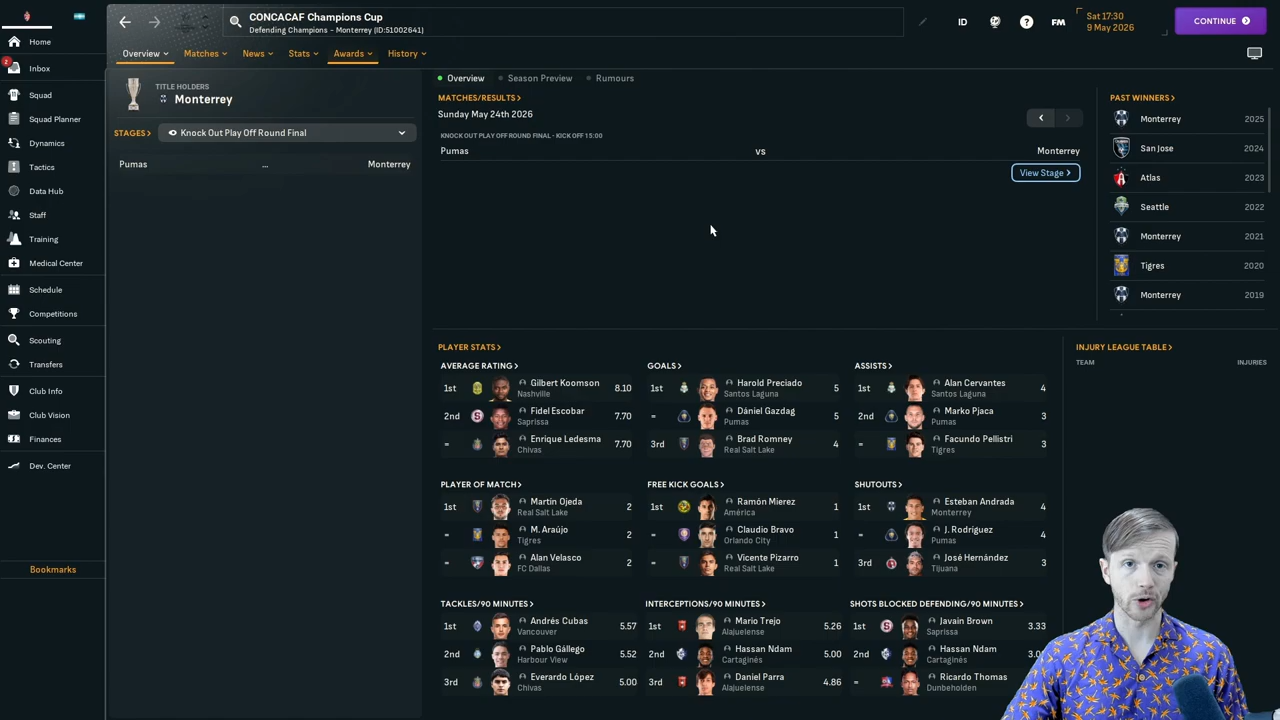 CONCACAF Champions Cup
Defending Champions - Monterrey (ID:51002641)
ID
FM
Sat 17:30
9 May 2026
CONTINUE
Overview
Matches
News
Stats
Awards
History
2
Home
Inbox
Squad
Squad Planner
Dynamics
Tactics
Data Hub
Staff
Training
Medical Center
Schedule
Competitions
Scouting
Transfers
Club Info
Club Vision
Finances
Dev. Center
Bookmarks
TITLE HOLDERS
Monterrey
STAGES
Knock Out Play Off Round Final
Pumas ... Monterrey
Overview
Season Preview
Rumours
MATCHES/RESULTS
Sunday May 24th 2026
KNOCK OUT PLAY OFF ROUND FINAL - KICK OFF 15:00
Pumas vs Monterrey
View Stage
PAST WINNERS
Monterrey 2025
San Jose 2024
Atlas 2023
Seattle 2022
Monterrey 2021
Tigres 2020
Monterrey 2019
PLAYER STATS
AVERAGE RATING
1st Gilbert Koomson 8.10
Nashville
2nd Fidel Escobar 7.70
Saprissa
= Enrique Ledesma 7.70
Chivas
GOALS
1st Harold Preciado 5
Santos Laguna
= Dániel Gazdag 5
Pumas
3rd Brad Romney 4
Real Salt Lake
ASSISTS
1st Alan Cervantes 4
Santos Laguna
2nd Marko Pjaca 3
Pumas
= Facundo Pellistri 3
Tigres
PLAYER OF MATCH
1st Martín Ojeda 2
Real Salt Lake
= M. Araújo 2
Tigres
= Alan Velasco 2
FC Dallas
FREE KICK GOALS
1st Ramón Mierez 1
América
= Claudio Bravo 1
Orlando City
= Vicente Pizarro 1
Real Salt Lake
SHUTOUTS
1st Esteban Andrada 4
Monterrey
= J. Rodríguez 4
Pumas
3rd José Hernández 3
Tijuana
TACKLES/90 MINUTES
1st Andrés Cubas 5.57
Vancouver
2nd Pablo Gállego 5.52
Harbour View
3rd Everardo López 5.00
Chivas
INTERCEPTIONS/90 MINUTES
1st Mario Trejo 5.26
Alajuelense
2nd Hassan Ndam 5.00
Cartaginés
3rd Daniel Parra 4.86
Alajuelense
SHOTS BLOCKED DEFENDING/90 MINUTES
1st Javain Brown 3.33
Saprissa
2nd Hassan Ndam
Cartaginés
= Ricardo Thomas
Dunbeholden
INJURY LEAGUE TABLE
TEAM INJURIES